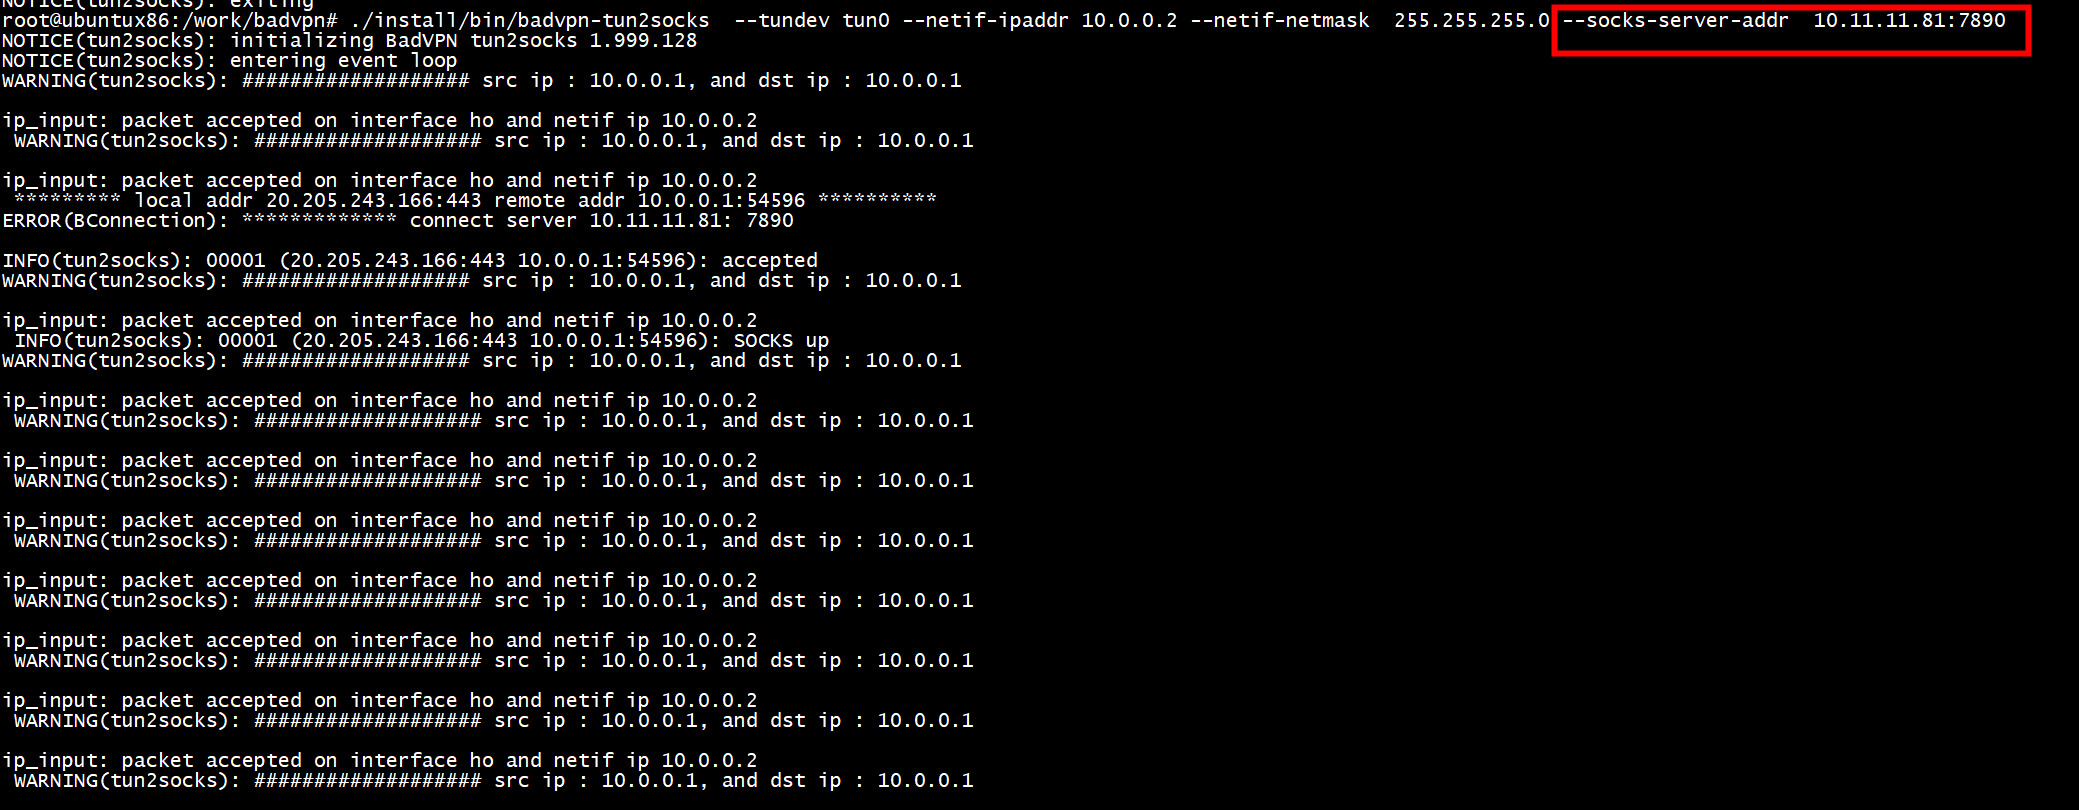 NOTICE(tun2socks): exiting
root@ubuntux86:/work/badvpn# ./install/bin/badvpn-tun2socks  --tundev tun0 --netif-ipaddr 10.0.0.2 --netif-netmask  255.255.255.0 --socks-server-addr  10.11.11.81:7890
NOTICE(tun2socks): initializing BadVPN tun2socks 1.999.128
NOTICE(tun2socks): entering event loop
WARNING(tun2socks): ################### src ip : 10.0.0.1, and dst ip : 10.0.0.1
ip_input: packet accepted on interface ho and netif ip 10.0.0.2
WARNING(tun2socks): ################### src ip : 10.0.0.1, and dst ip : 10.0.0.1
ip_input: packet accepted on interface ho and netif ip 10.0.0.2
********* local addr 20.205.243.166:443 remote addr 10.0.0.1:54596 **********
ERROR(BConnection): ************* connect server 10.11.11.81: 7890
INFO(tun2socks): 00001 (20.205.243.166:443 10.0.0.1:54596): accepted
WARNING(tun2socks): ################### src ip : 10.0.0.1, and dst ip : 10.0.0.1
ip_input: packet accepted on interface ho and netif ip 10.0.0.2
INFO(tun2socks): 00001 (20.205.243.166:443 10.0.0.1:54596): SOCKS up
WARNING(tun2socks): ################### src ip : 10.0.0.1, and dst ip : 10.0.0.1
ip_input: packet accepted on interface ho and netif ip 10.0.0.2
WARNING(tun2socks): ################### src ip : 10.0.0.1, and dst ip : 10.0.0.1
ip_input: packet accepted on interface ho and netif ip 10.0.0.2
WARNING(tun2socks): ################### src ip : 10.0.0.1, and dst ip : 10.0.0.1
ip_input: packet accepted on interface ho and netif ip 10.0.0.2
WARNING(tun2socks): ################### src ip : 10.0.0.1, and dst ip : 10.0.0.1
ip_input: packet accepted on interface ho and netif ip 10.0.0.2
WARNING(tun2socks): ################### src ip : 10.0.0.1, and dst ip : 10.0.0.1
ip_input: packet accepted on interface ho and netif ip 10.0.0.2
WARNING(tun2socks): ################### src ip : 10.0.0.1, and dst ip : 10.0.0.1
ip_input: packet accepted on interface ho and netif ip 10.0.0.2
WARNING(tun2socks): ################### src ip : 10.0.0.1, and dst ip : 10.0.0.1
ip_input: packet accepted on interface ho and netif ip 10.0.0.2
WARNING(tun2socks): ################### src ip : 10.0.0.1, and dst ip : 10.0.0.1